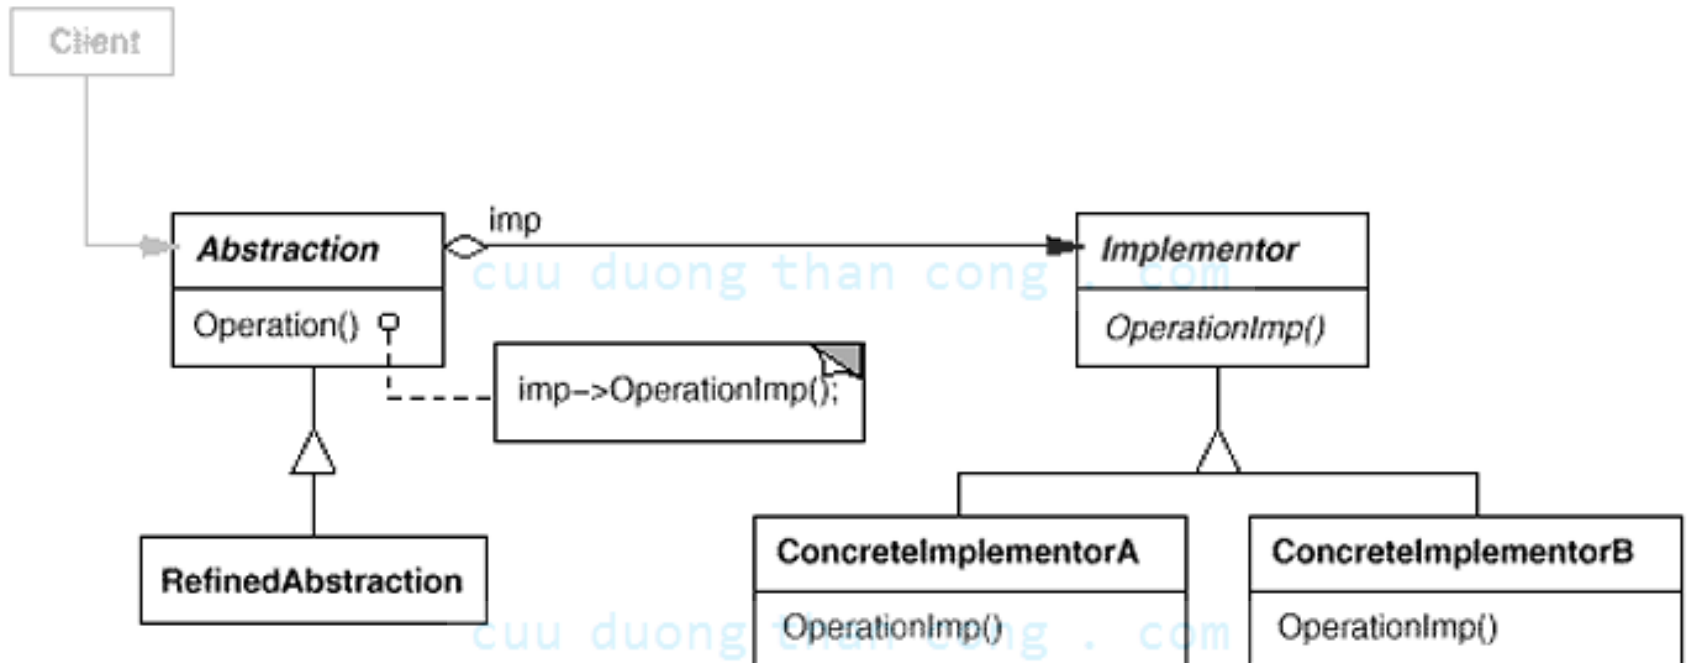 Client
imp
Abstraction
Implementor
cuu duong than cong . com
Operation()
OperationImp()
imp->OperationImp();
ConcreteImplementorA
ConcreteImplementorB
RefinedAbstraction
OperationImp()
OperationImp()
cuu duong than cong . com